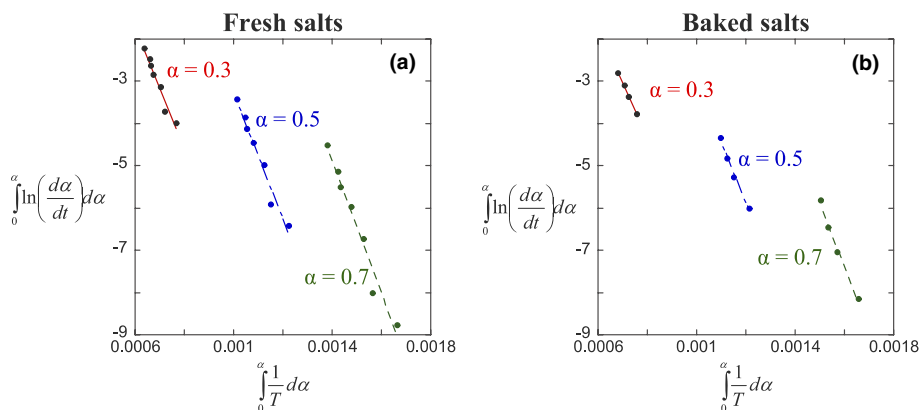 Fresh salts
(a)
α = 0.3
α = 0.5
α = 0.7
-3
-5
-7
-9
0.0006
0.001
0.0014
0.0018
∫₀^α ln(dα/dt)dα
∫₀^α 1/T dα
Baked salts
(b)
α = 0.3
α = 0.5
α = 0.7
-3
-5
-7
-9
0.0006
0.001
0.0014
0.0018
∫₀^α ln(dα/dt)dα
∫₀^α 1/T dα